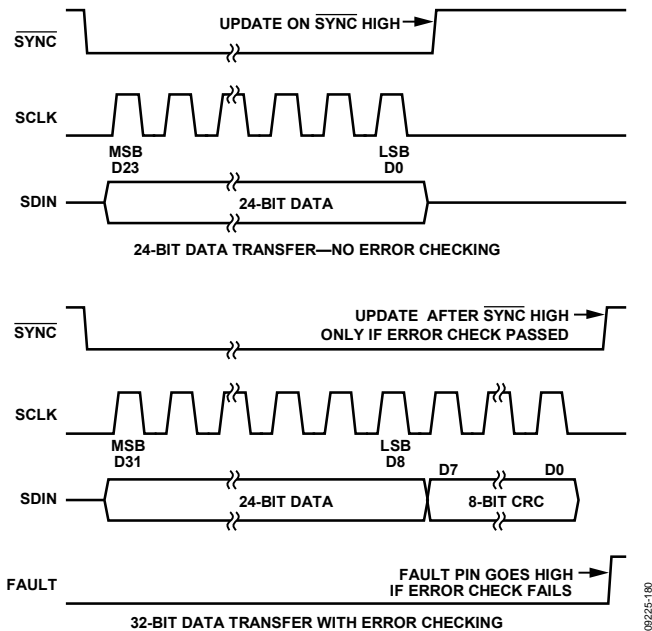 UPDATE ON SYNC HIGH
SYNC
SCLK
MSB
D23
LSB
D0
SDIN
24-BIT DATA
24-BIT DATA TRANSFER—NO ERROR CHECKING
UPDATE AFTER SYNC HIGH
ONLY IF ERROR CHECK PASSED
SYNC
SCLK
MSB
D31
LSB
D8
D7
D0
SDIN
24-BIT DATA
8-BIT CRC
FAULT PIN GOES HIGH
IF ERROR CHECK FAILS
FAULT
32-BIT DATA TRANSFER WITH ERROR CHECKING
09225-180